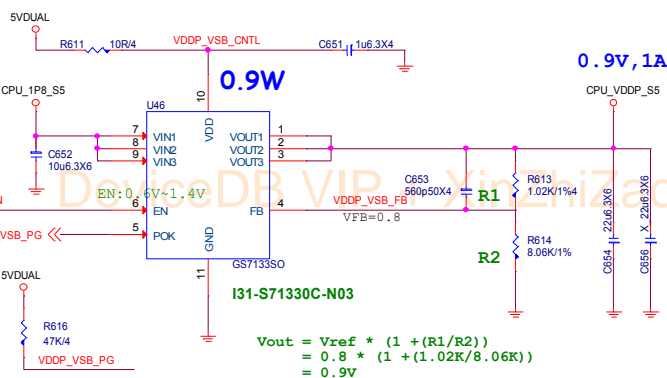 5VDUAL
R611
10R/4
VDDP_VSB_CNTL
C651
1u6.3X4
0.9V,1A
0.9W
CPU_1P8_S5
CPU_VDDP_S5
U46
10
VDD
7
VIN1
VOUT1
1
8
VIN2
VOUT2
2
9
VIN3
VOUT3
3
C652
10u6.3X6
DeviceDB VIP + XinZhiZao
EN:0.6V~1.4V
C653
560p50X4
R1
R613
1.02K/1%4
6
EN
FB
4
VDDP_VSB_FB
VFB=0.8
VSB_PG
5
POK
GND
R2
R614
8.06K/1%
C654
22u6.3X6
C656
X_22u6.3X6
11
GS7133SO
5VDUAL
I31-S71330C-N03
R616
47K/4
VDDP_VSB_PG
Vout = Vref * (1 +(R1/R2))
= 0.8 * (1 +(1.02K/8.06K))
= 0.9V